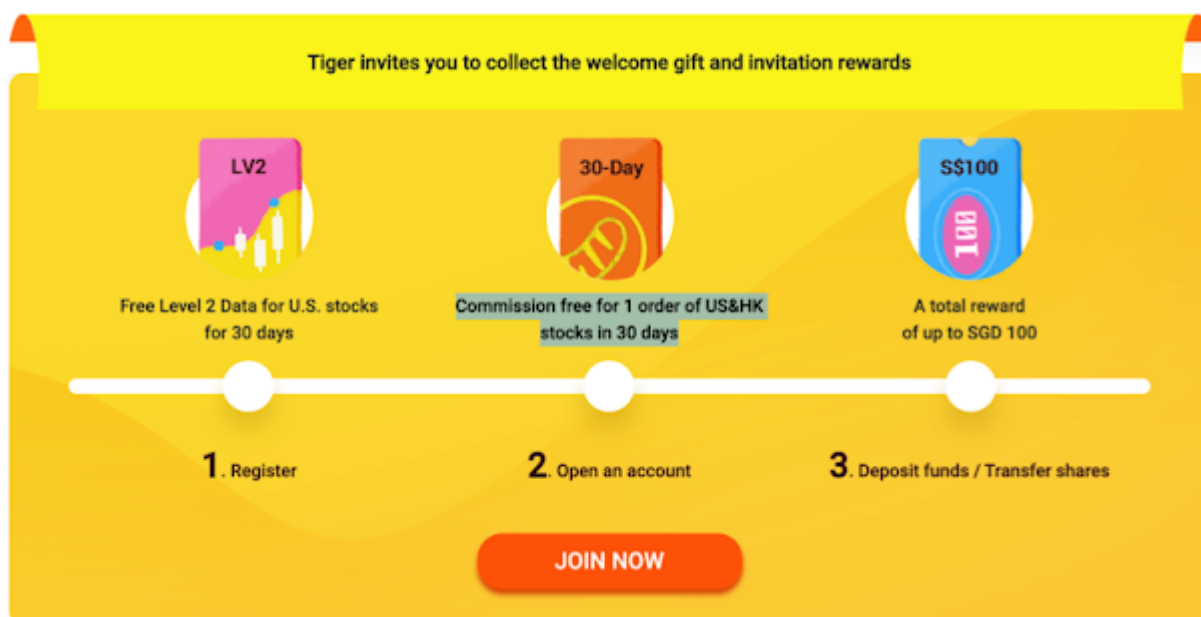 Tiger invites you to collect the welcome gift and invitation rewards
LV2
30-Day
S$100
100
Free Level 2 Data for U.S. stocks
for 30 days
Commission free for 1 order of US&HK
stocks in 30 days
A total reward
of up to SGD 100
1. Register
2. Open an account
3. Deposit funds / Transfer shares
JOIN NOW